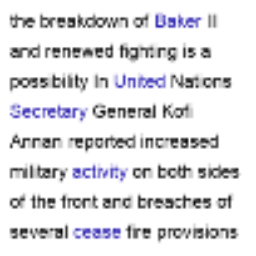 the breakdown of Baker II
and renewed fighting is a
possibility In United Nations
Secretary General Kofi
Annan reported increased
military activity on both sides
of the front and breaches of
several cease fire provisions